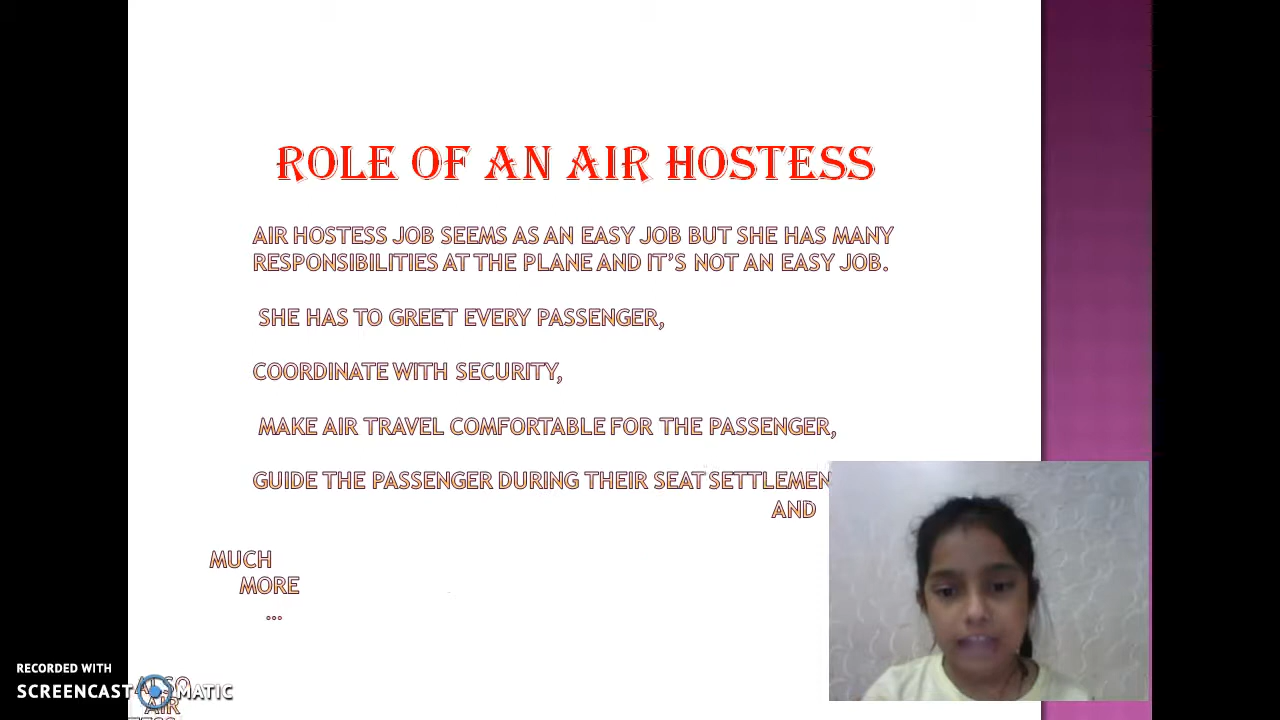 ROLE OF AN AIR HOSTESS
AIR HOSTESS JOB SEEMS AS AN EASY JOB BUT SHE HAS MANY
RESPONSIBILITIES AT THE PLANE AND IT'S NOT AN EASY JOB.
SHE HAS TO GREET EVERY PASSENGER,
COORDINATE WITH SECURITY,
MAKE AIR TRAVEL COMFORTABLE FOR THE PASSENGER,
GUIDE THE PASSENGER DURING THEIR SEAT SETTLEMEN
AND
MUCH
MORE
...
RECORDED WITH
SCREENCAST MATIC
ALSO
AIR